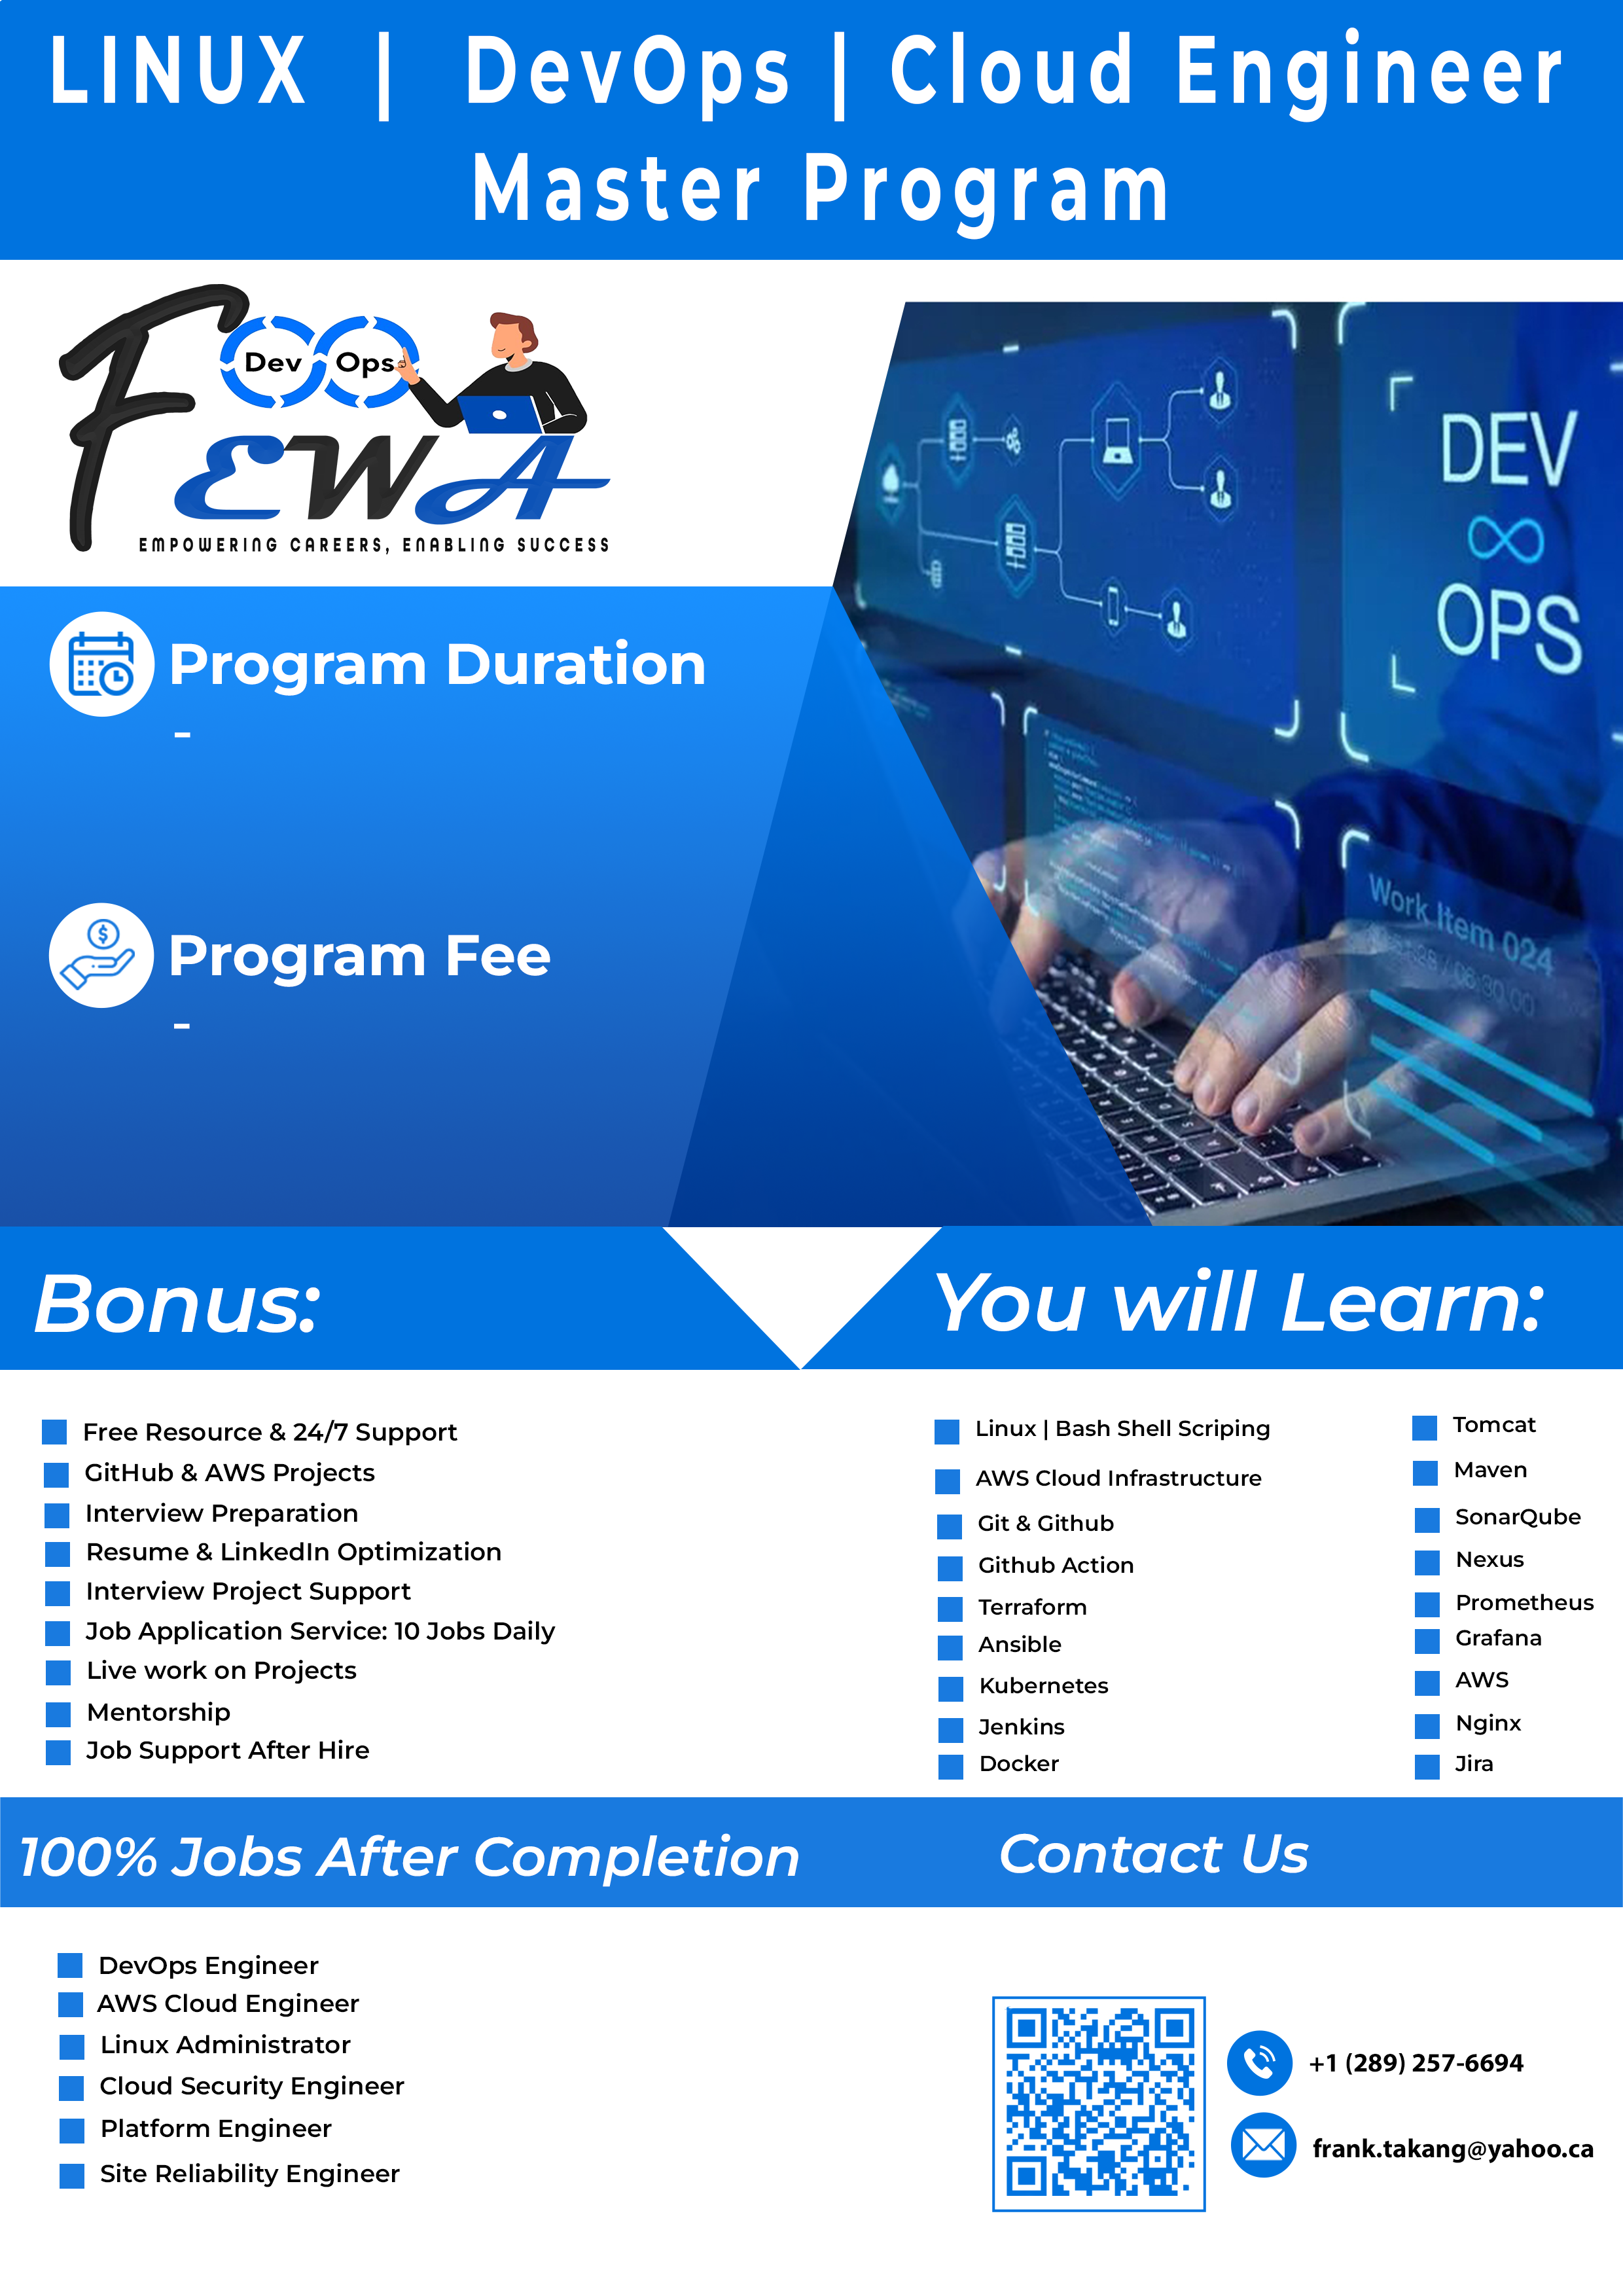 LINUX | DevOps | Cloud Engineer
Master Program
Dev Ops
FEWA
EMPOWERING CAREERS, ENABLING SUCCESS
DEV
OPS
Work Item 024
Program Duration
-
Program Fee
-
Bonus:
Free Resource & 24/7 Support
GitHub & AWS Projects
Interview Preparation
Resume & LinkedIn Optimization
Interview Project Support
Job Application Service: 10 Jobs Daily
Live work on Projects
Mentorship
Job Support After Hire
You will Learn:
Linux | Bash Shell Scriping
AWS Cloud Infrastructure
Git & Github
Github Action
Terraform
Ansible
Kubernetes
Jenkins
Docker
Tomcat
Maven
SonarQube
Nexus
Prometheus
Grafana
AWS
Nginx
Jira
100% Jobs After Completion
DevOps Engineer
AWS Cloud Engineer
Linux Administrator
Cloud Security Engineer
Platform Engineer
Site Reliability Engineer
Contact Us
+1 (289) 257-6694
frank.takang@yahoo.ca